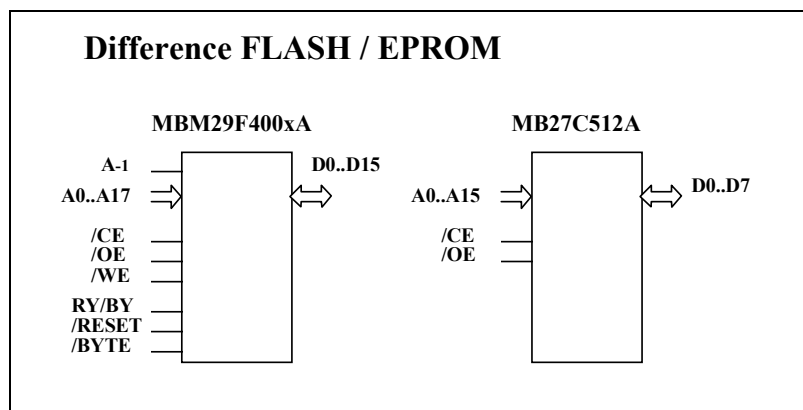 Difference FLASH / EPROM
MBM29F400xA
A-1
D0..D15
A0..A17
/CE
/OE
/WE
RY/BY
/RESET
/BYTE
MB27C512A
A0..A15
D0..D7
/CE
/OE